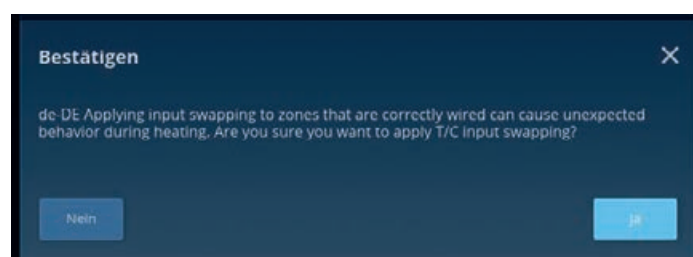 Bestätigen
de-DE Applying input swapping to zones that are correctly wired can cause unexpected
behavior during heating. Are you sure you want to apply T/C input swapping?
Nein
Ja